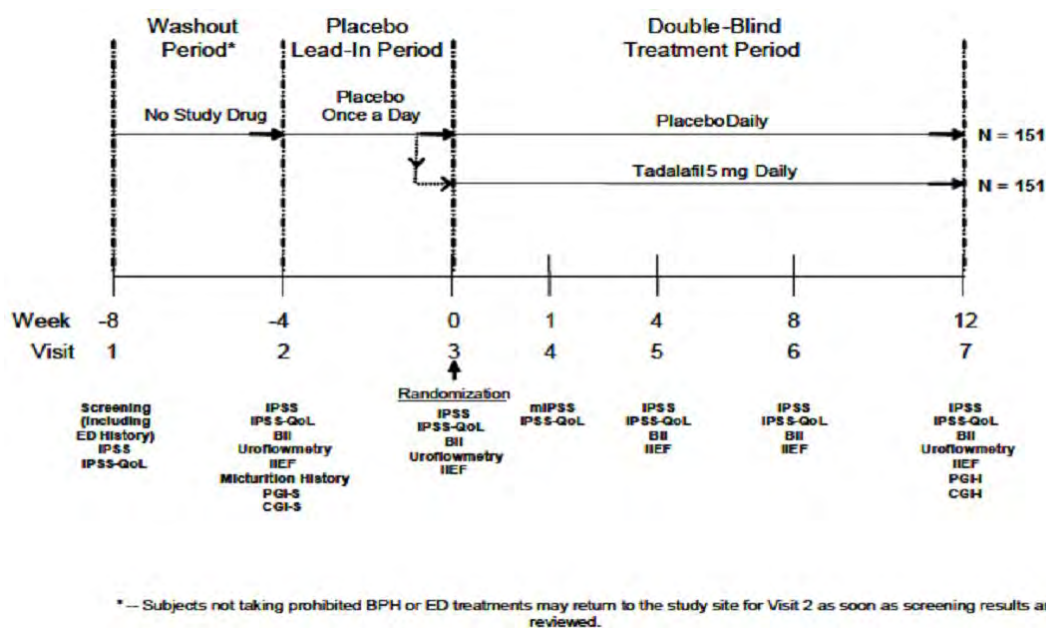 Washout
Period*
Placebo
Lead-In Period
Double-Blind
Treatment Period
No Study Drug
Placebo
Once a Day
Placebo Daily
N = 151
Tadalafil 5 mg Daily
N = 151
Week -8 -4 0 1 4 8 12
Visit 1 2 3 4 5 6 7
Screening
(Including
ED History)
IPSS
IPSS-QoL
IPSS
IPSS-QoL
BII
Uroflowmetry
IIEF
Micturition History
PGI-S
CGI-S
Randomization
IPSS
IPSS-QoL
BII
Uroflowmetry
IIEF
mIPSS
IPSS-QoL
IPSS
IPSS-QoL
BII
IIEF
IPSS
IPSS-QoL
BII
IIEF
IPSS
IPSS-QoL
BII
Uroflowmetry
IIEF
PGI-I
CGI-I
* -- Subjects not taking prohibited BPH or ED treatments may return to the study site for Visit 2 as soon as screening results
reviewed.